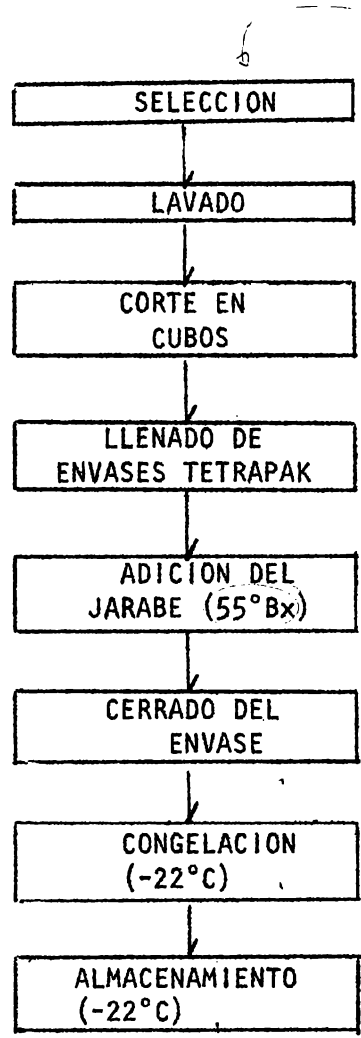 SELECCION
LAVADO
CORTE EN
CUBOS
LLENADO DE
ENVASES TETRAPAK
ADICION DEL
JARABE (55°Bx)
CERRADO DEL
ENVASE
CONGELACION
(-22°C)
ALMACENAMIENTO
(-22°C)